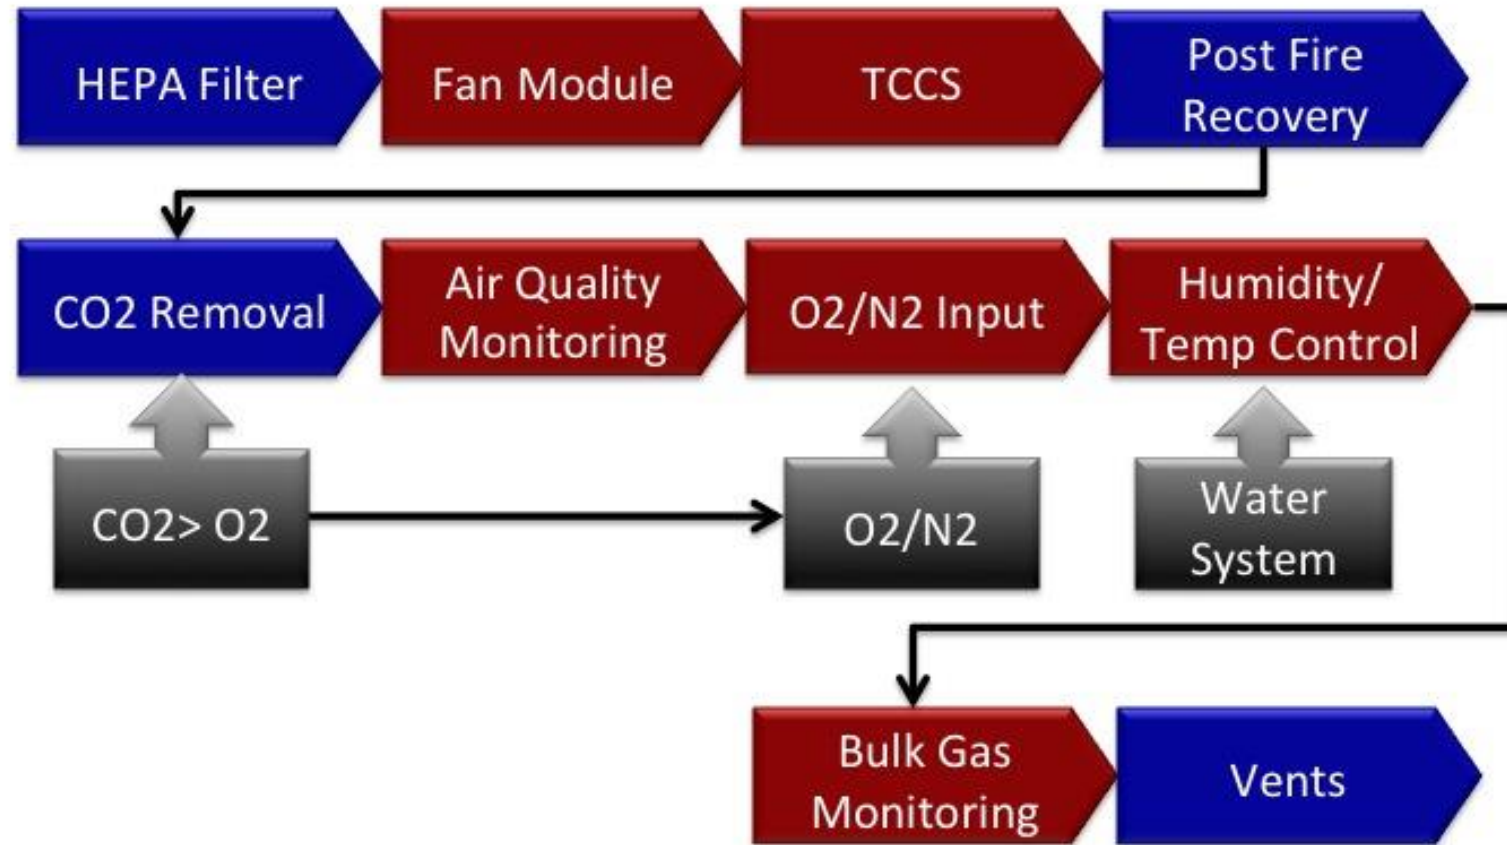 HEPA Filter
Fan Module
TCCS
Post Fire
Recovery
CO2 Removal
Air Quality
Monitoring
O2/N2 Input
Humidity/
Temp Control
CO2> O2
O2/N2
Water
System
Bulk Gas
Monitoring
Vents